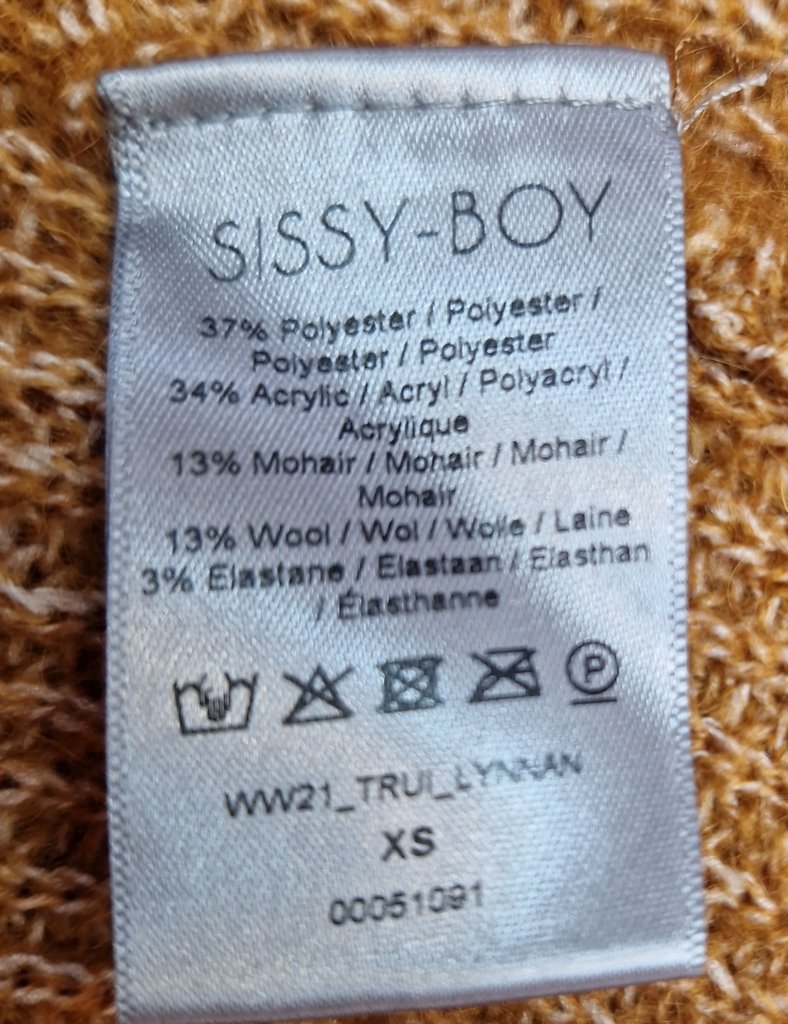 SISSY-BOY
37% Polyester / Polyester /
Polyester / Polyester
34% Acrylic / Acryl / Polyacryl /
Acrylique
13% Mohair / Mohair / Mohair /
Mohair
13% Wool / Wol / Wolle / Laine
3% Elastane / Elastaan / Elasthan
/ Élasthanne
P
WW21_TRUI_LYNNAN
XS
00051091